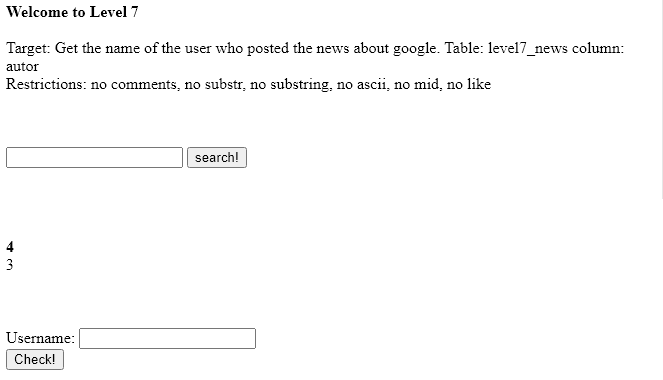 Welcome to Level 7
Target: Get the name of the user who posted the news about google. Table: level7_news column:
autor
Restrictions: no comments, no substr, no substring, no ascii, no mid, no like
search!
4
3
Username:
Check!